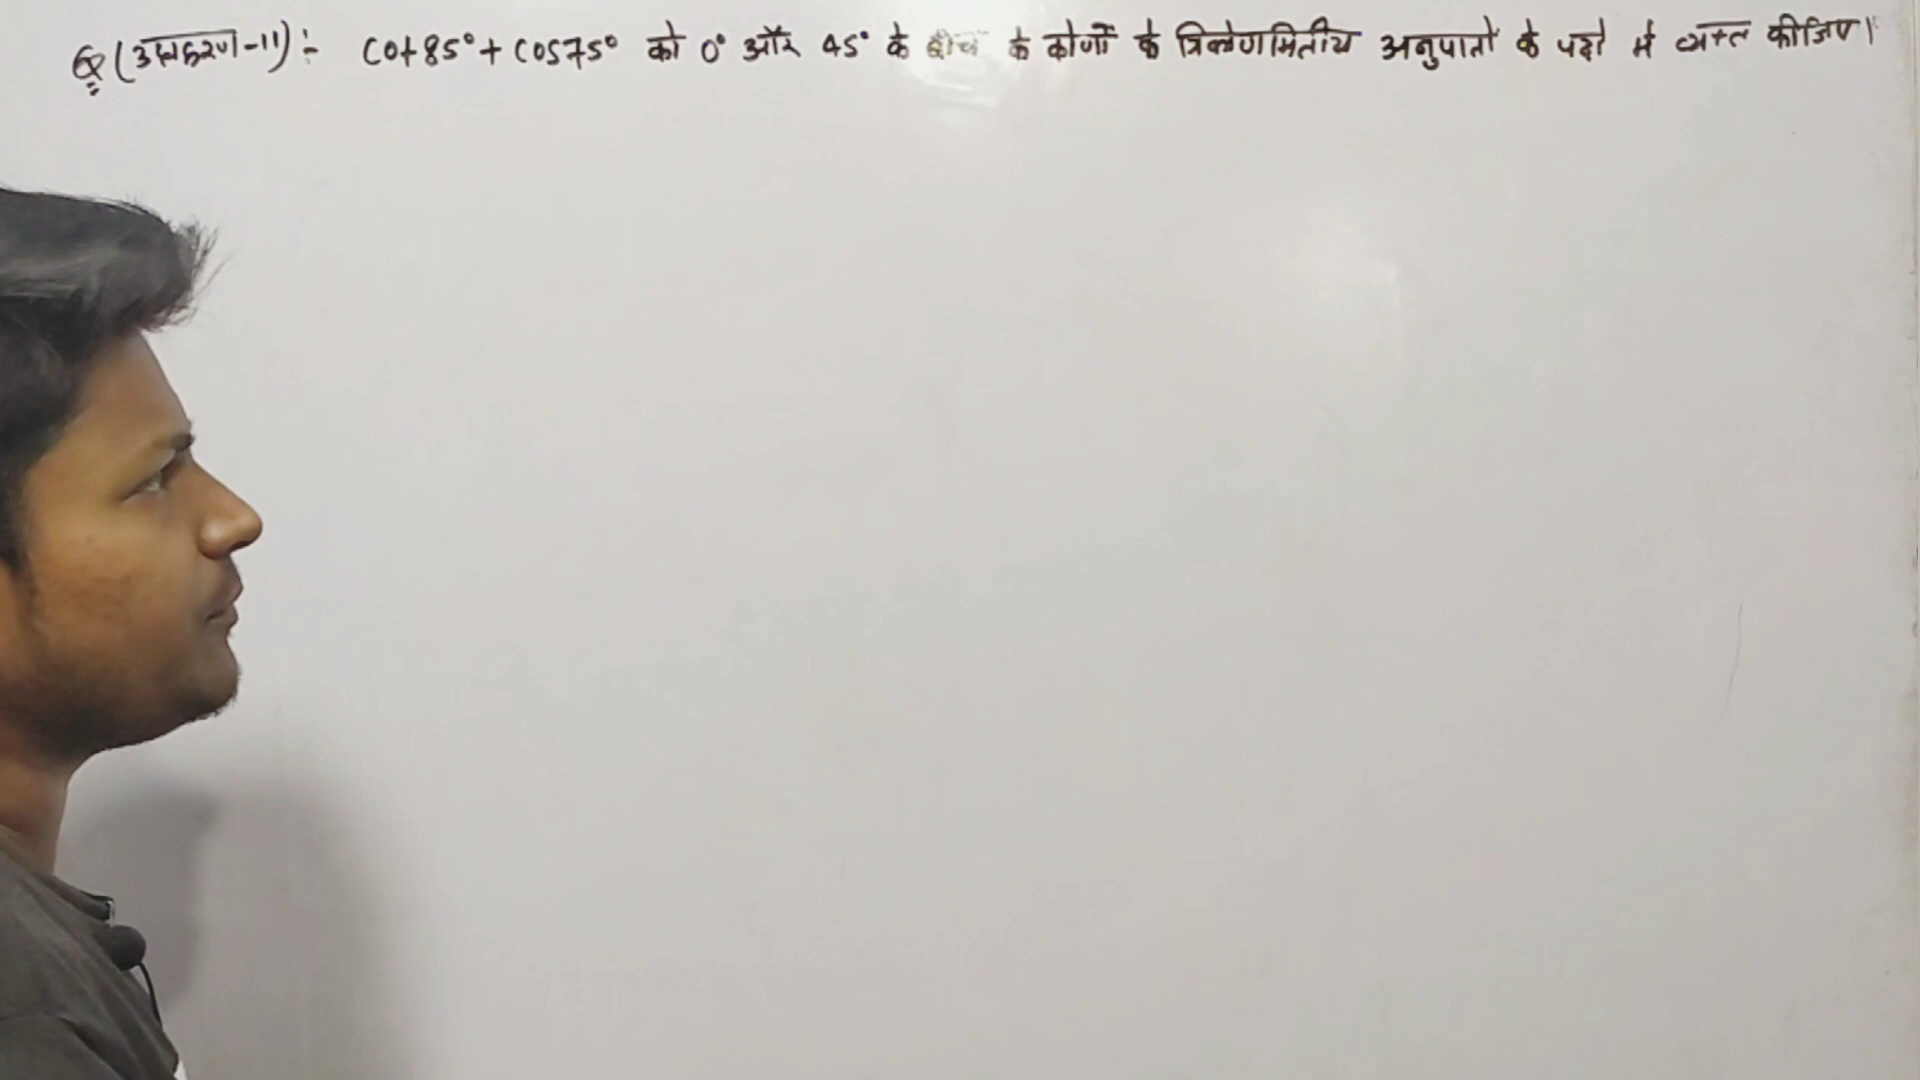 Q (उदाहरण-11):- cot85°+cos75° को 0° और 45° के बीच के कोणों के त्रिकोणमितीय अनुपातों के पदों में व्यक्त कीजिए।